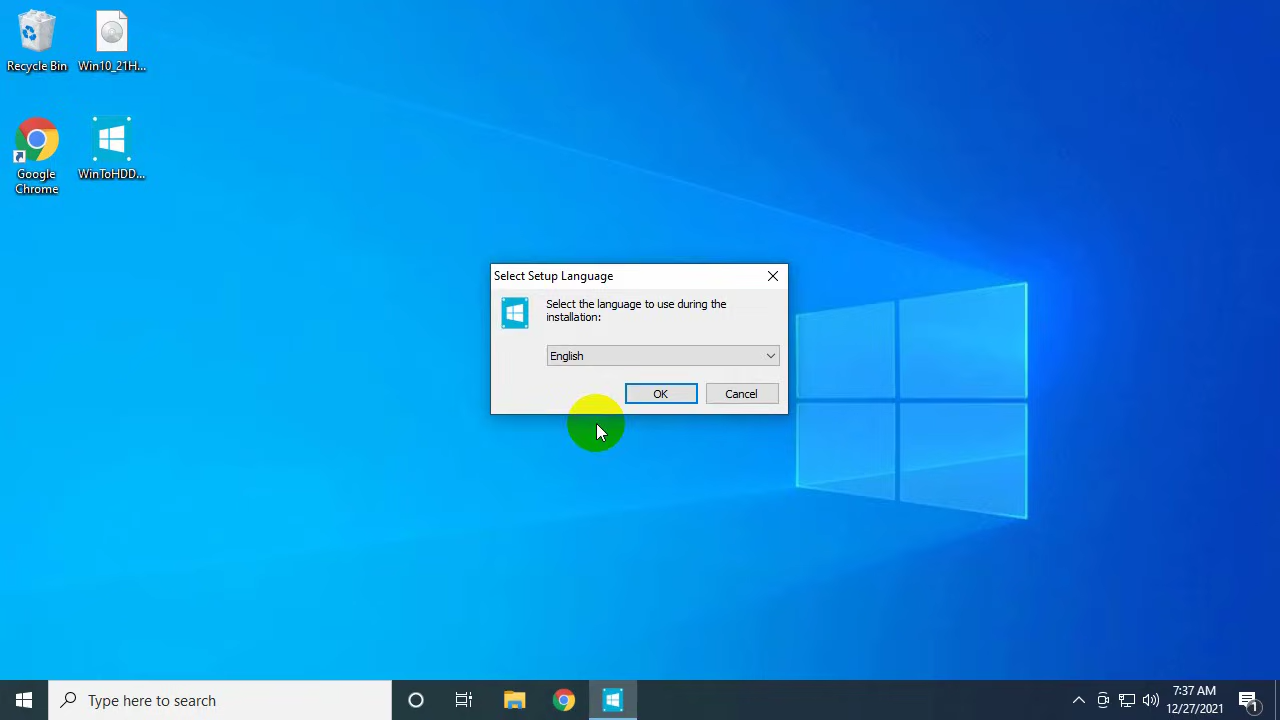 Recycle Bin
Win10_21H...
Google
Chrome
WinToHDD...
Select Setup Language
Select the language to use during the
installation:
English
OK
Cancel
Type here to search
7:37 AM
12/27/2021
1